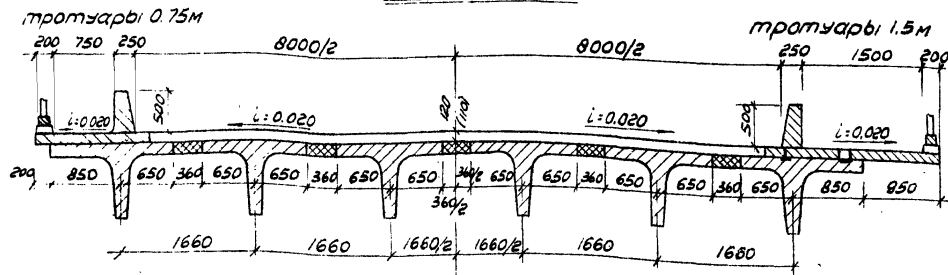 тротуары 0.75м
тротуары 1.5м
200 750 250 8000/2 8000/2 250 1500 200
500 120 (110) 500
i=0.020 i=0.020 i=0.020 i=0.020
200 850 650 360 650 650 360 650 650 360/2 650 650 360 650 650 360 650 850 950
360/2
1660 1660 1660/2 1660/2 1660 1660